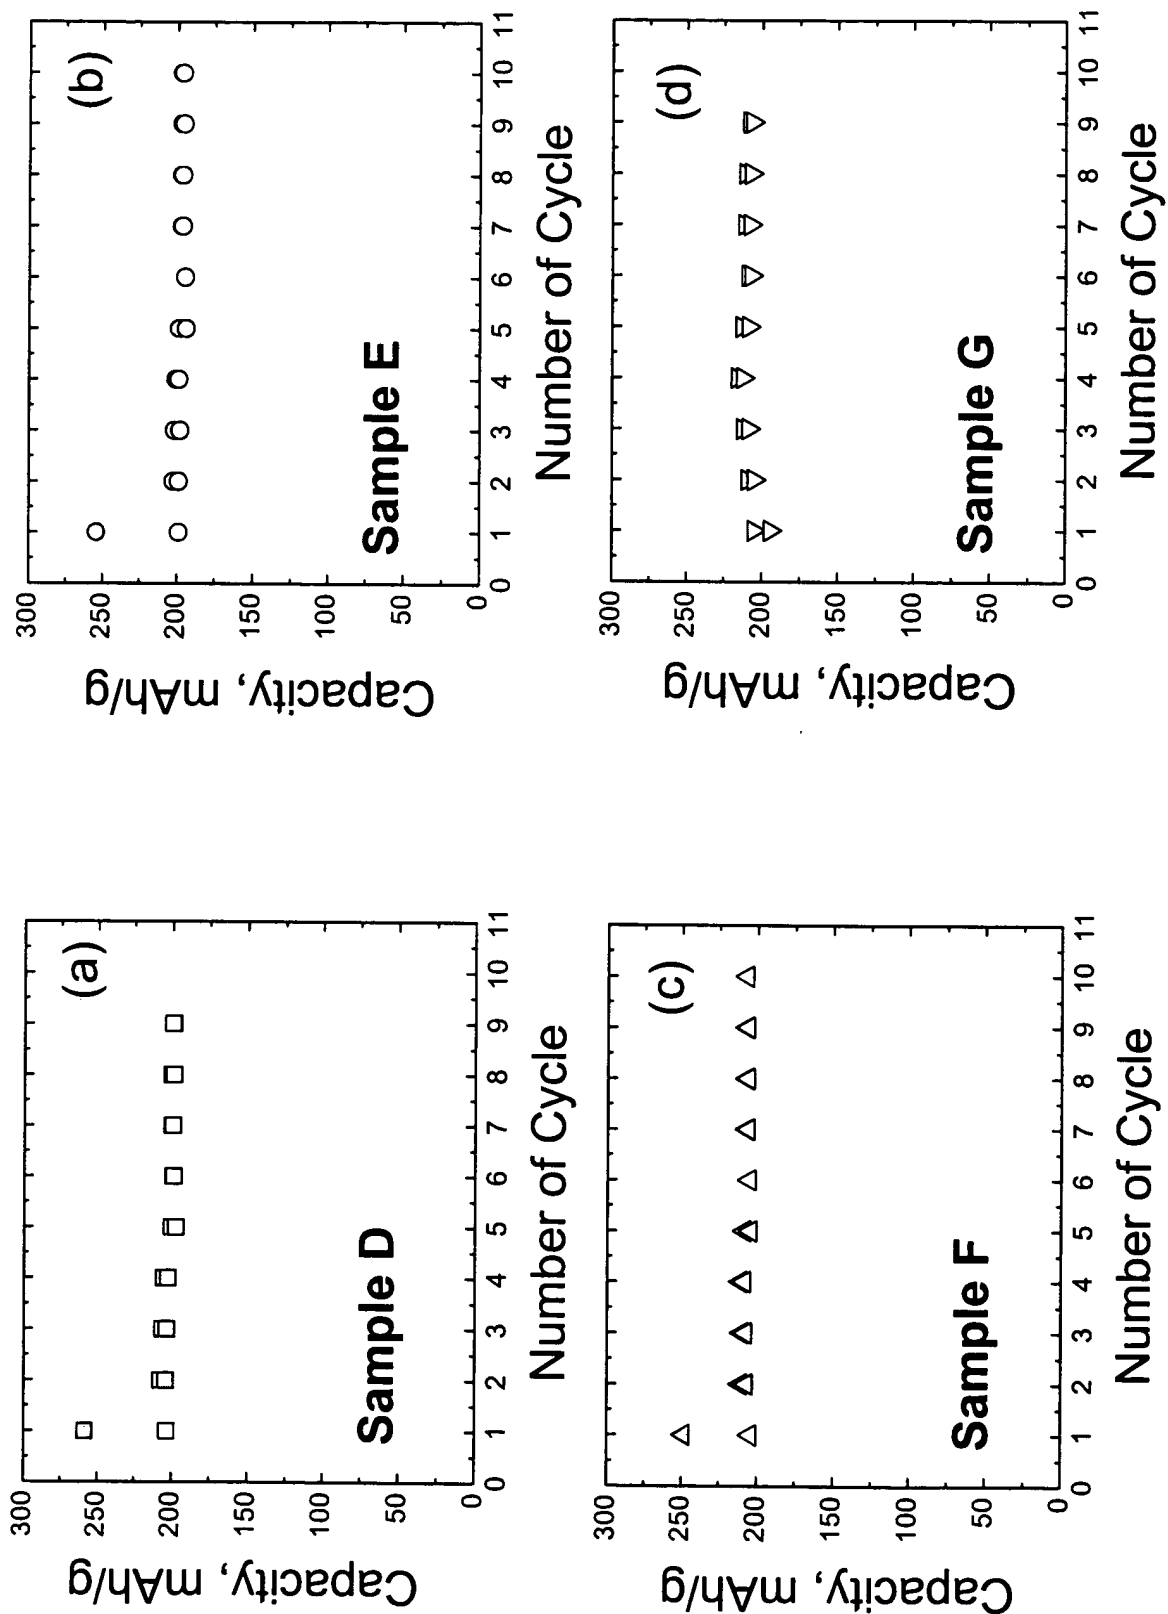 (a)
Capacity, mAh/g
300
250
200
150
100
50
0
Sample D
0 1 2 3 4 5 6 7 8 9 10 11
Number of Cycle
(b)
Capacity, mAh/g
300
250
200
150
100
50
0
Sample E
0 1 2 3 4 5 6 7 8 9 10 11
Number of Cycle
(c)
Capacity, mAh/g
300
250
200
150
100
50
0
Sample F
0 1 2 3 4 5 6 7 8 9 10 11
Number of Cycle
(d)
Capacity, mAh/g
300
250
200
150
100
50
0
Sample G
0 1 2 3 4 5 6 7 8 9 10 11
Number of Cycle